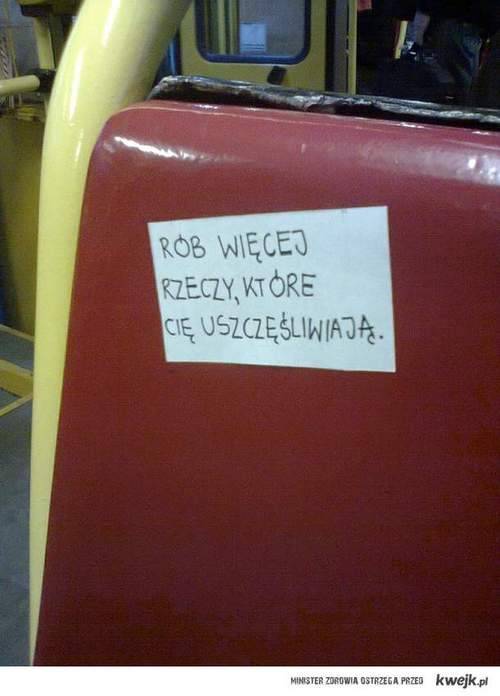 RÓB WIĘCEJ
RZECZY, KTÓRE
CIĘ USZCZĘŚLIWIAJĄ.
MINISTER ZDROWIA OSTRZEGA PRZED kwejk.pl